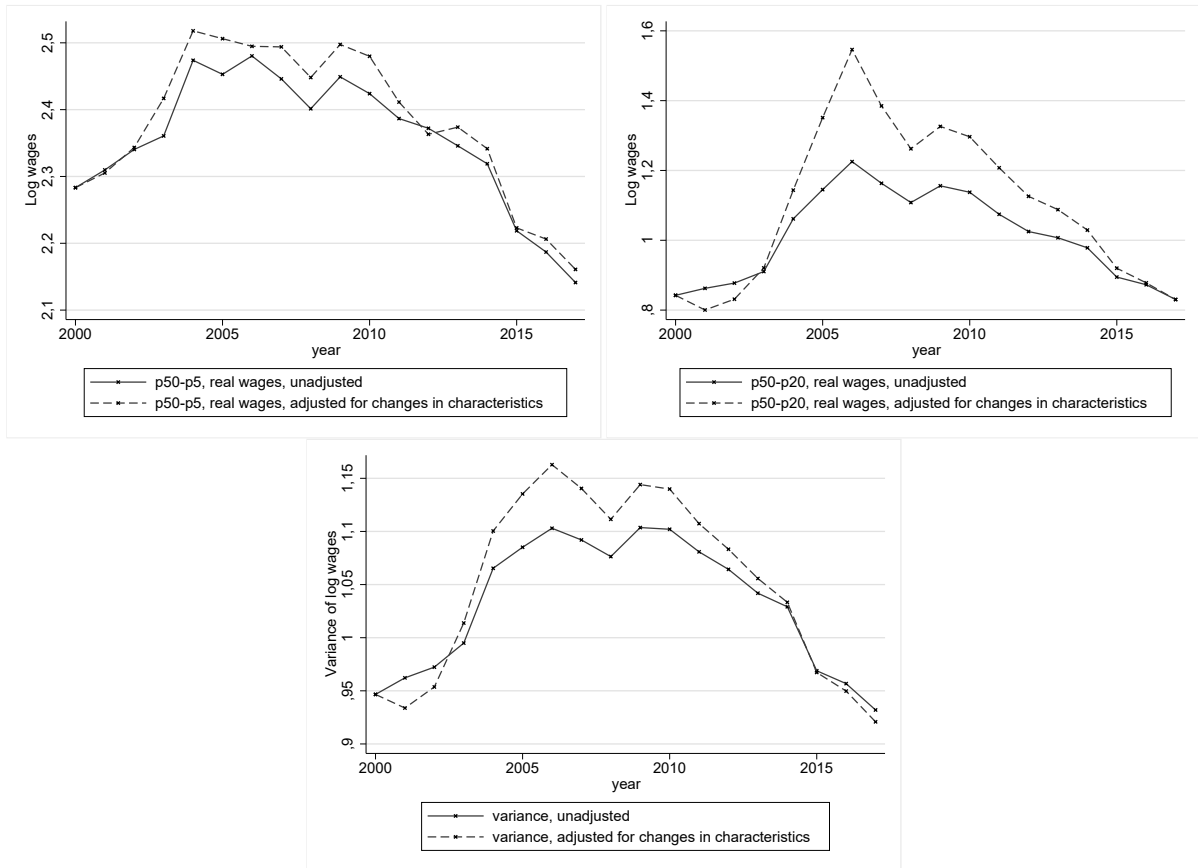 Log wages
2,5
2,4
2,3
2,2
2,1
2000
2005
2010
2015
year
p50-p5, real wages, unadjusted
p50-p5, real wages, adjusted for changes in characteristics
Log wages
1,6
1,4
1,2
1
,8
2000
2005
2010
2015
year
p50-p20, real wages, unadjusted
p50-p20, real wages, adjusted for changes in characteristics
Variance of log wages
1,15
1,1
1,05
1
,95
,9
2000
2005
2010
2015
year
variance, unadjusted
variance, adjusted for changes in characteristics